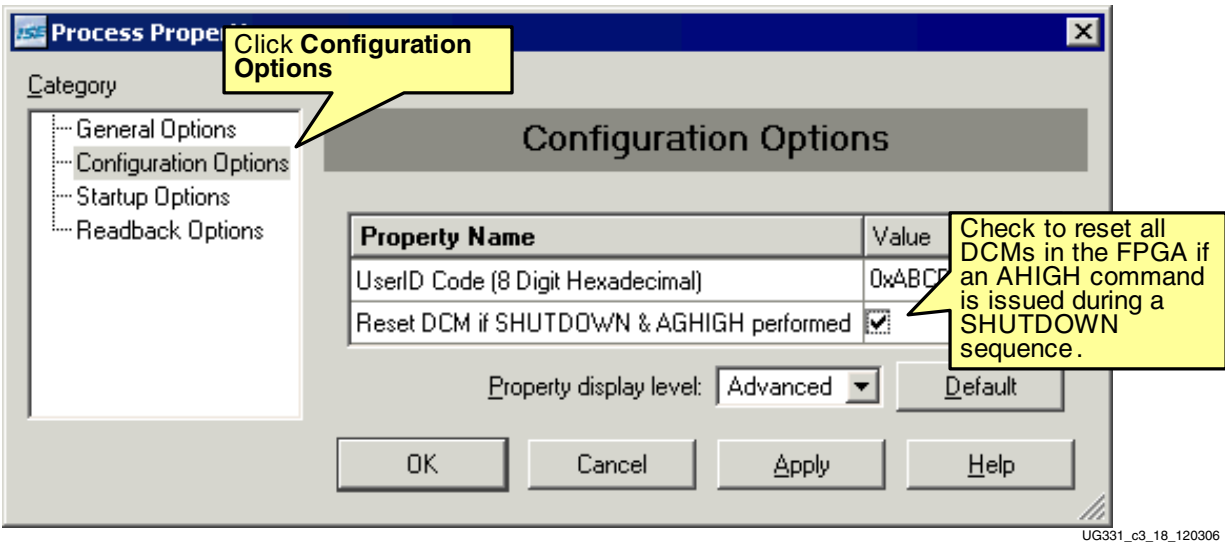 ISE Process Proper
Click Configuration
Options
Category
General Options
Configuration Options
Startup Options
Readback Options
Configuration Options
Property Name Value
UserID Code (8 Digit Hexadecimal) 0xABC
Reset DCM if SHUTDOWN & AGHIGH performed
Check to reset all
DCMs in the FPGA if
an AHIGH command
is issued during a
SHUTDOWN
sequence.
Property display level: Advanced Default
OK Cancel Apply Help
UG331_c3_18_120306